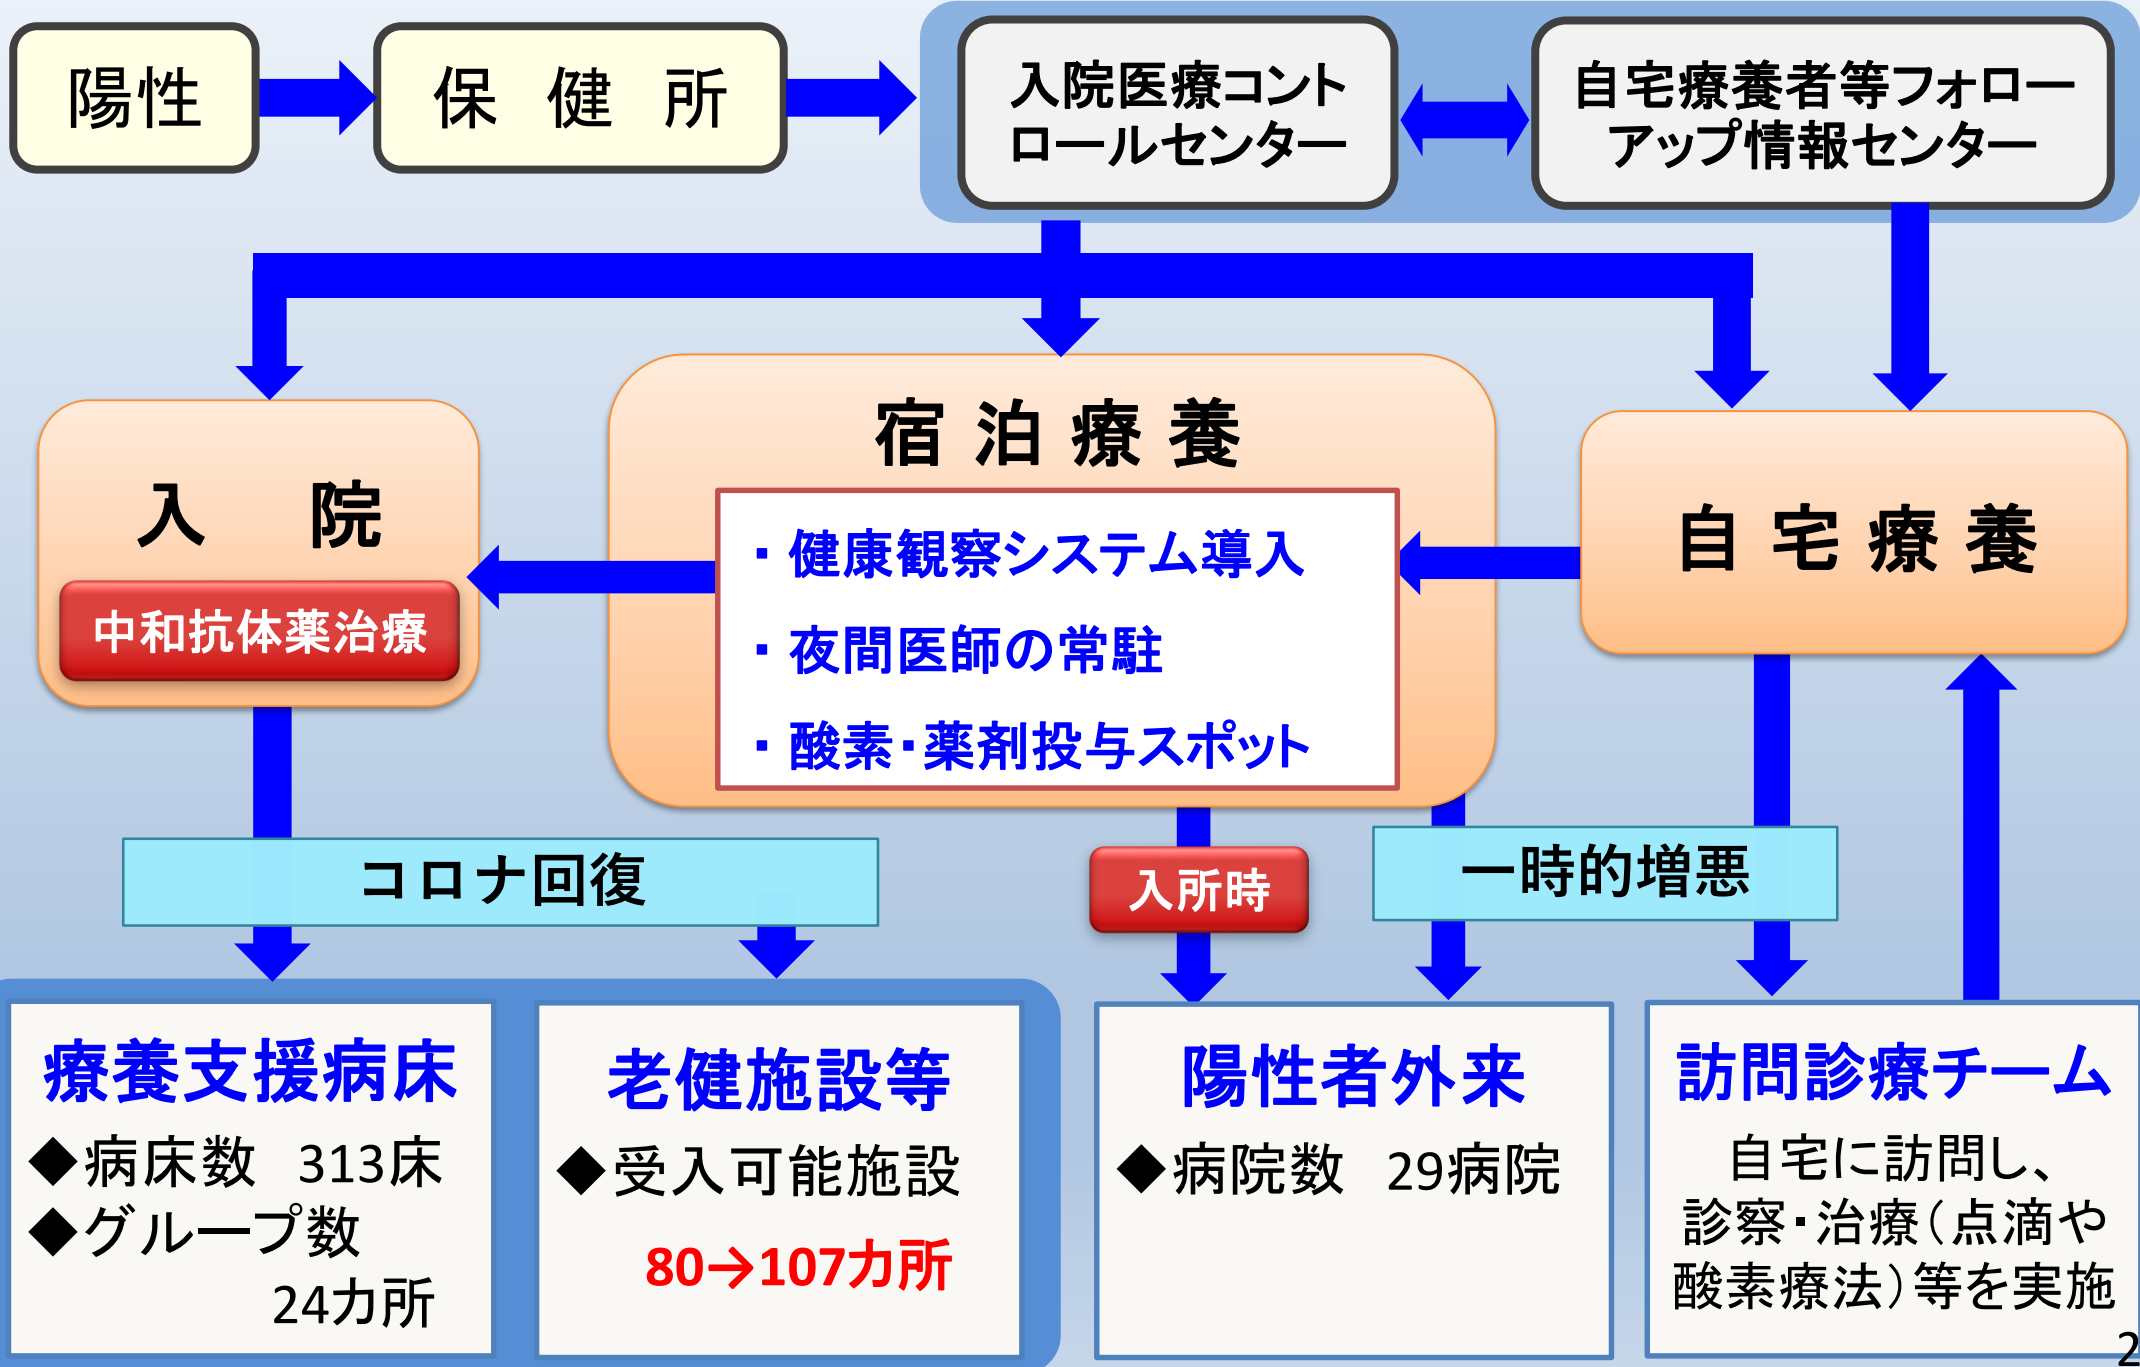 陽性
保 健 所
入院医療コント
ロールセンター
自宅療養者等フォロー
アップ情報センター
入 院
中和抗体薬治療
宿 泊 療 養
・健康観察システム導入
・夜間医師の常駐
・酸素・薬剤投与スポット
自 宅 療 養
コロナ回復
入所時
一時的増悪
療養支援病床
◆病床数 313床
◆グループ数
24カ所
老健施設等
◆受入可能施設
80→107カ所
陽性者外来
◆病院数 29病院
訪問診療チーム
自宅に訪問し、
診察・治療(点滴や
酸素療法)等を実施
2